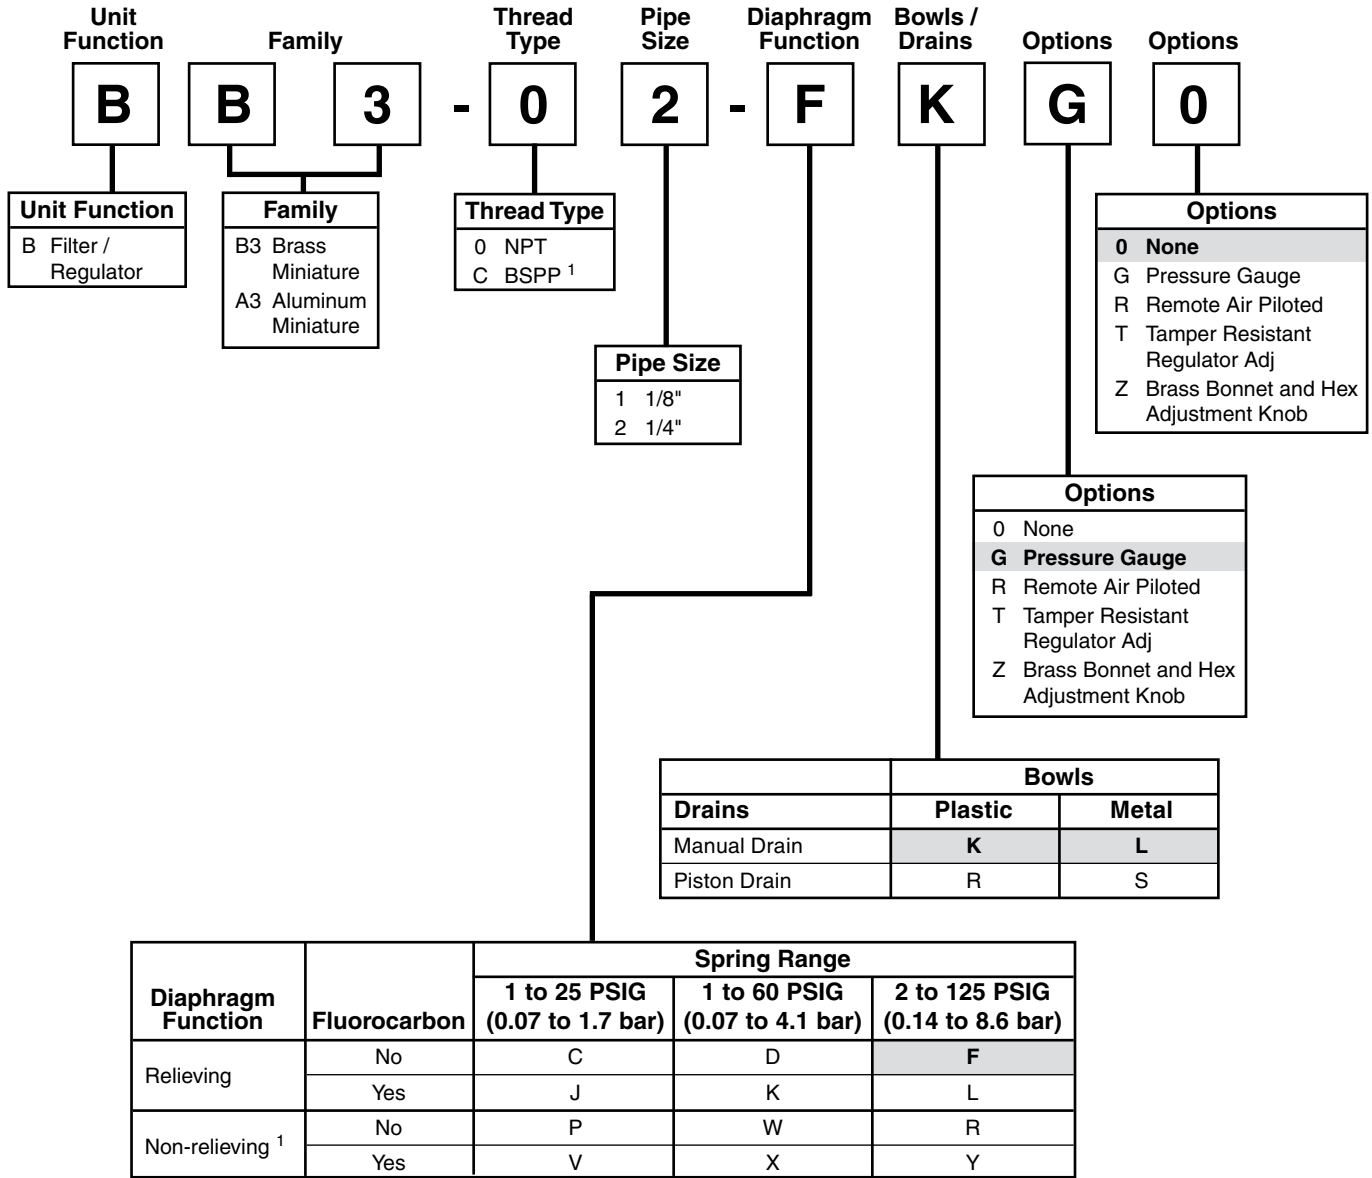 Unit Function
Family
Thread Type
Pipe Size
Diaphragm Function
Bowls / Drains
Options
Options
B B 3 - 0 2 - F K G 0
Unit Function
B Filter /
Regulator
Family
B3 Brass
Miniature
A3 Aluminum
Miniature
Thread Type
0 NPT
C BSPP 1
Pipe Size
1 1/8"
2 1/4"
Options
0 None
G Pressure Gauge
R Remote Air Piloted
T Tamper Resistant
Regulator Adj
Z Brass Bonnet and Hex
Adjustment Knob
Options
0 None
G Pressure Gauge
R Remote Air Piloted
T Tamper Resistant
Regulator Adj
Z Brass Bonnet and Hex
Adjustment Knob
Bowls
Drains Plastic Metal
Manual Drain K L
Piston Drain R S
Spring Range
Diaphragm Function
Fluorocarbon
1 to 25 PSIG (0.07 to 1.7 bar)
1 to 60 PSIG (0.07 to 4.1 bar)
2 to 125 PSIG (0.14 to 8.6 bar)
Relieving
No C D F
Yes J K L
Non-relieving 1
No P W R
Yes V X Y